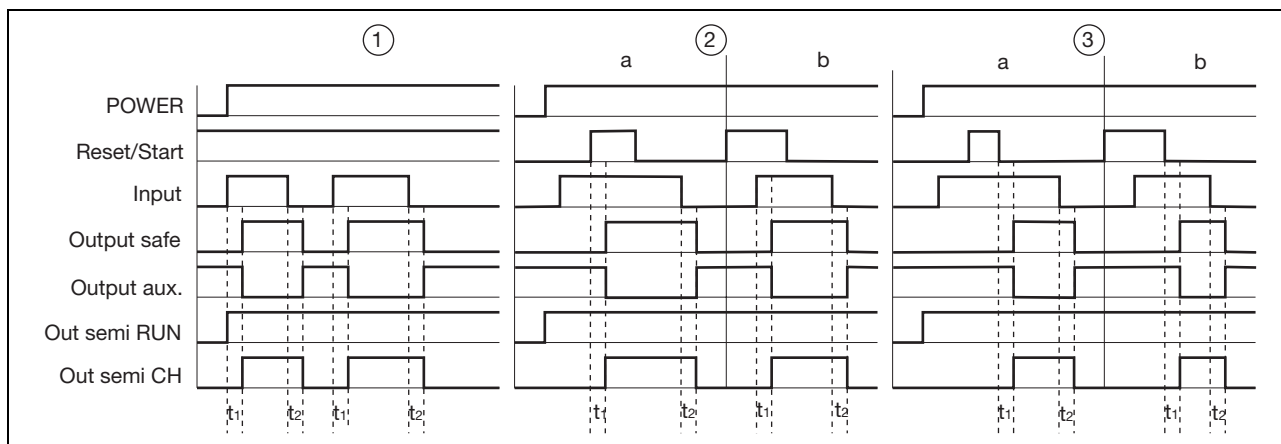 ① ② ③
a b a b
POWER
Reset/Start
Input
Output safe
Output aux.
Out semi RUN
Out semi CH
t₁ t₂ t₁ t₂ t₁ t₂ t₁ t₂ t₁ t₂ t₁ t₂